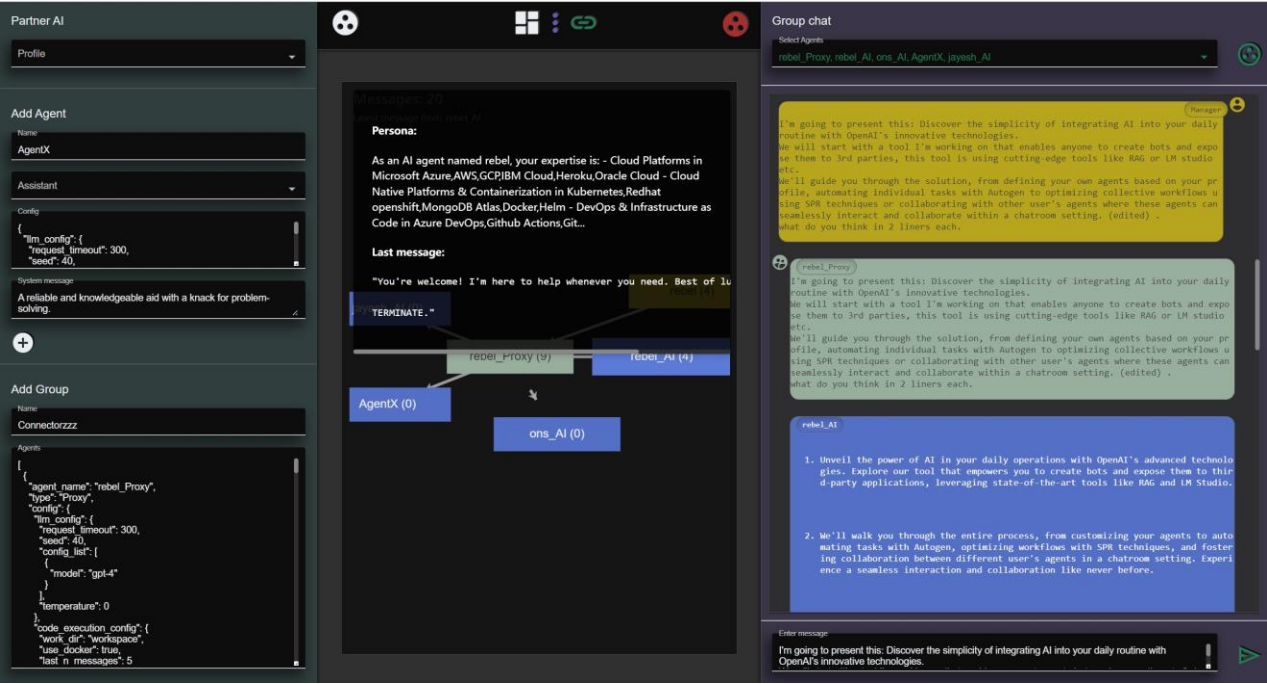 Partner AI
Profile
Add Agent
Name
AgentX
Assistant
Config
{
"llm_config": {
"request_timeout": 300,
"seed": 40,
System message
A reliable and knowledgeable aid with a knack for problem-
solving.
Add Group
Name
Connectorzzz
Agents
[
{
"agent_name": "rebel_Proxy",
"type": "Proxy",
"config": {
"llm_config": {
"request_timeout": 300,
"seed": 40,
"config_list": [
{
"model": "gpt-4"
}
],
"temperature": 0
},
"code_execution_config": {
"work_dir": "workspace",
"use_docker": true,
"last_n_messages": 5
Messages: 20
Persona:
As an AI agent named rebel, your expertise is: - Cloud Platforms in
Microsoft Azure,AWS,GCP,IBM Cloud,Heroku,Oracle Cloud - Cloud
Native Platforms & Containerization in Kubernetes,Redhat
openshift,MongoDB Atlas,Docker,Helm - DevOps & Infrastructure as
Code in Azure DevOps,Github Actions,Git...
Last message:
"You're welcome! I'm here to help whenever you need. Best of lu
TERMINATE."
rebel_Proxy (9)
rebel_AI (4)
AgentX (0)
ons_AI (0)
Group chat
Select Agents
rebel_Proxy, rebel_AI, ons_AI, AgentX, jayesh_AI
Manager
I'm going to present this: Discover the simplicity of integrating AI into your daily
routine with OpenAI's innovative technologies.
We will start with a tool I'm working on that enables anyone to create bots and expo
se them to 3rd parties, this tool is using cutting-edge tools like RAG or LM studio
etc.
We'll guide you through the solution, from defining your own agents based on your pr
ofile, automating individual tasks with Autogen to optimizing collective workflows u
sing SPR techniques or collaborating with other user's agents where these agents can
seamlessly interact and collaborate within a chatroom setting. (edited) .
what do you think in 2 liners each.
rebel_Proxy
I'm going to present this: Discover the simplicity of integrating AI into your daily
routine with OpenAI's innovative technologies.
We will start with a tool I'm working on that enables anyone to create bots and expo
se them to 3rd parties, this tool is using cutting-edge tools like RAG or LM studio
etc.
We'll guide you through the solution, from defining your own agents based on your pr
ofile, automating individual tasks with Autogen to optimizing collective workflows u
sing SPR techniques or collaborating with other user's agents where these agents can
seamlessly interact and collaborate within a chatroom setting. (edited) .
what do you think in 2 liners each.
rebel_AI
1. Unveil the power of AI in your daily operations with OpenAI's advanced technolo
gies. Explore our tool that empowers you to create bots and expose them to thir
d-party applications, leveraging state-of-the-art tools like RAG and LM Studio.
2. We'll walk you through the entire process, from customizing your agents to auto
mating tasks with Autogen, optimizing workflows with SPR techniques, and foster
ing collaboration between different user's agents in a chatroom setting. Experi
ence a seamless interaction and collaboration like never before.
Enter message
I'm going to present this: Discover the simplicity of integrating AI into your daily routine with
OpenAI's innovative technologies.